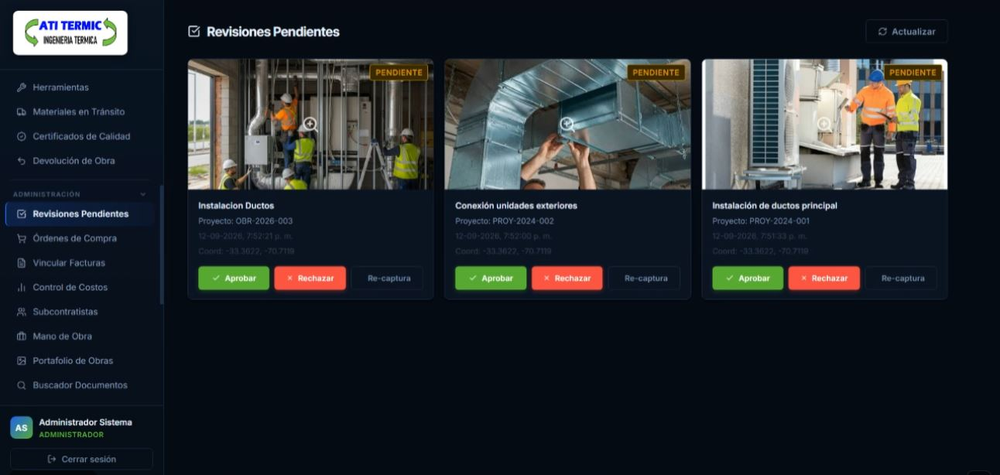 ATI TERMIC
INGENIERIA TERMICA
Herramientas
Materiales en Tránsito
Certificados de Calidad
Devolución de Obra
ADMINISTRACIÓN
Revisiones Pendientes
Órdenes de Compra
Vincular Facturas
Control de Costos
Subcontratistas
Mano de Obra
Portafolio de Obras
Buscador Documentos
AS
Administrador Sistema
ADMINISTRADOR
Cerrar sesión
Revisiones Pendientes
Actualizar
PENDIENTE
Instalacion Ductos
Proyecto: OBR-2026-003
12-09-2026, 7:52:21 p. m.
Coord: -33.3622, -70.7119
Aprobar
Rechazar
Re-captura
PENDIENTE
Conexión unidades exteriores
Proyecto: PROY-2024-002
12-09-2026, 7:52:00 p. m.
Coord: -33.3622, -70.7119
Aprobar
Rechazar
Re-captura
PENDIENTE
Instalación de ductos principal
Proyecto: PROY-2024-001
12-09-2026, 7:51:33 p. m.
Coord: -33.3622, -70.7119
Aprobar
Rechazar
Re-captura